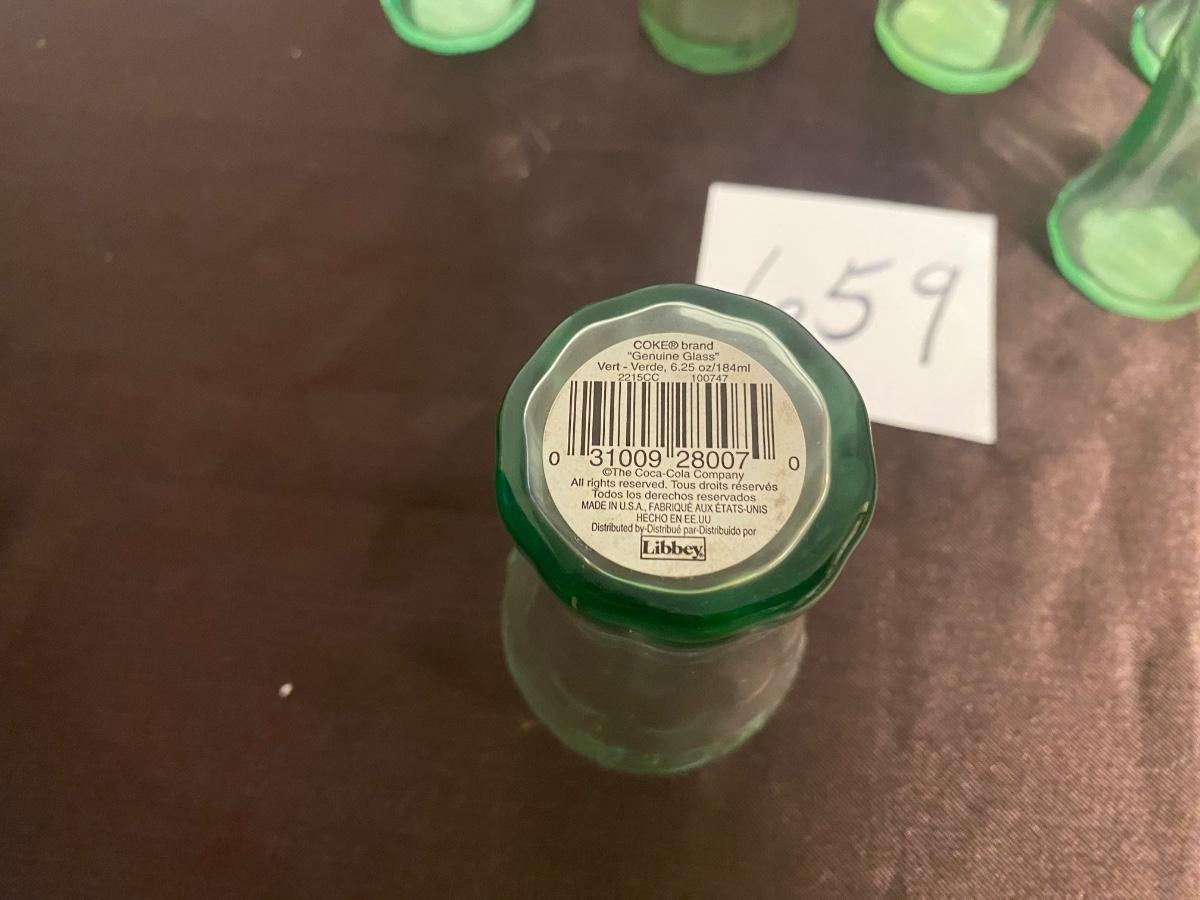 659
COKE® brand
"Genuine Glass"
Vert - Verde, 6.25 oz/184ml
2215CC 100747
0 31009 28007 0
©The Coca-Cola Company
All rights reserved. Tous droits réservés
Todos los derechos reservados
MADE IN U.S.A., FABRIQUÉ AUX ÉTATS-UNIS
HECHO EN EE.UU
Distributed by-Distribué par-Distribuido por
Libbey®